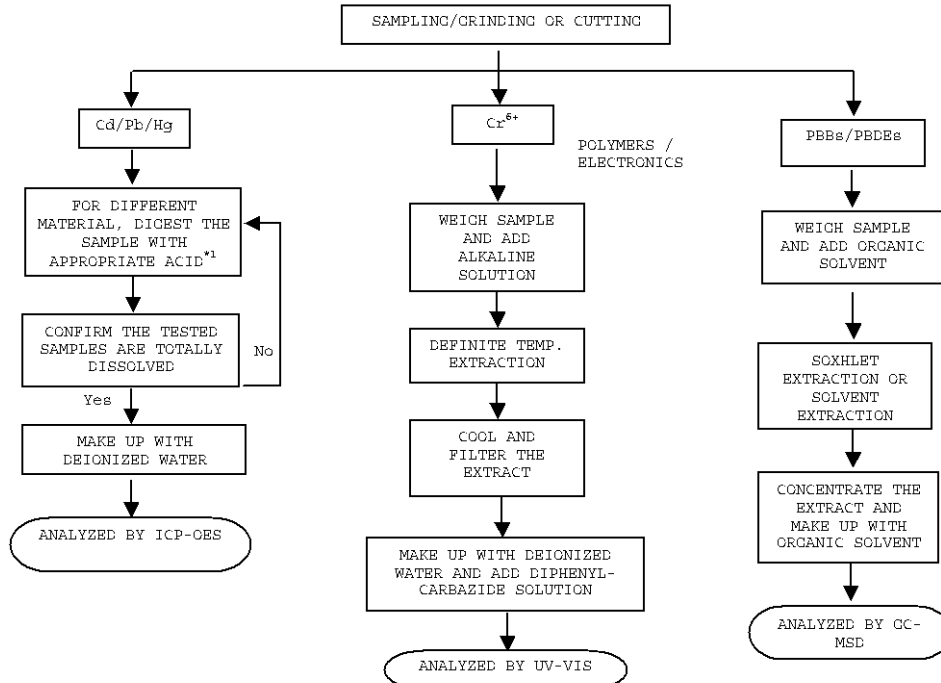 SAMPLING/GRINDING OR CUTTING
Cd/Pb/Hg
FOR DIFFERENT
MATERIAL, DIGEST THE
SAMPLE WITH
APPROPRIATE ACID*1
CONFIRM THE TESTED
SAMPLES ARE TOTALLY
DISSOLVED
No
Yes
MAKE UP WITH
DEIONIZED WATER
ANALYZED BY ICP-OES
Cr6+
POLYMERS /
ELECTRONICS
WEIGH SAMPLE
AND ADD
ALKALINE
SOLUTION
DEFINITE TEMP.
EXTRACTION
COOL AND
FILTER THE
EXTRACT
MAKE UP WITH DEIONIZED
WATER AND ADD DIPHENYL-
CARBAZIDE SOLUTION
ANALYZED BY UV-VIS
PBBs/PBDEs
WEIGH SAMPLE
AND ADD ORGANIC
SOLVENT
SOXHLET
EXTRACTION OR
SOLVENT
EXTRACTION
CONCENTRATE THE
EXTRACT AND
MAKE UP WITH
ORGANIC SOLVENT
ANALYZED BY GC-
MSD